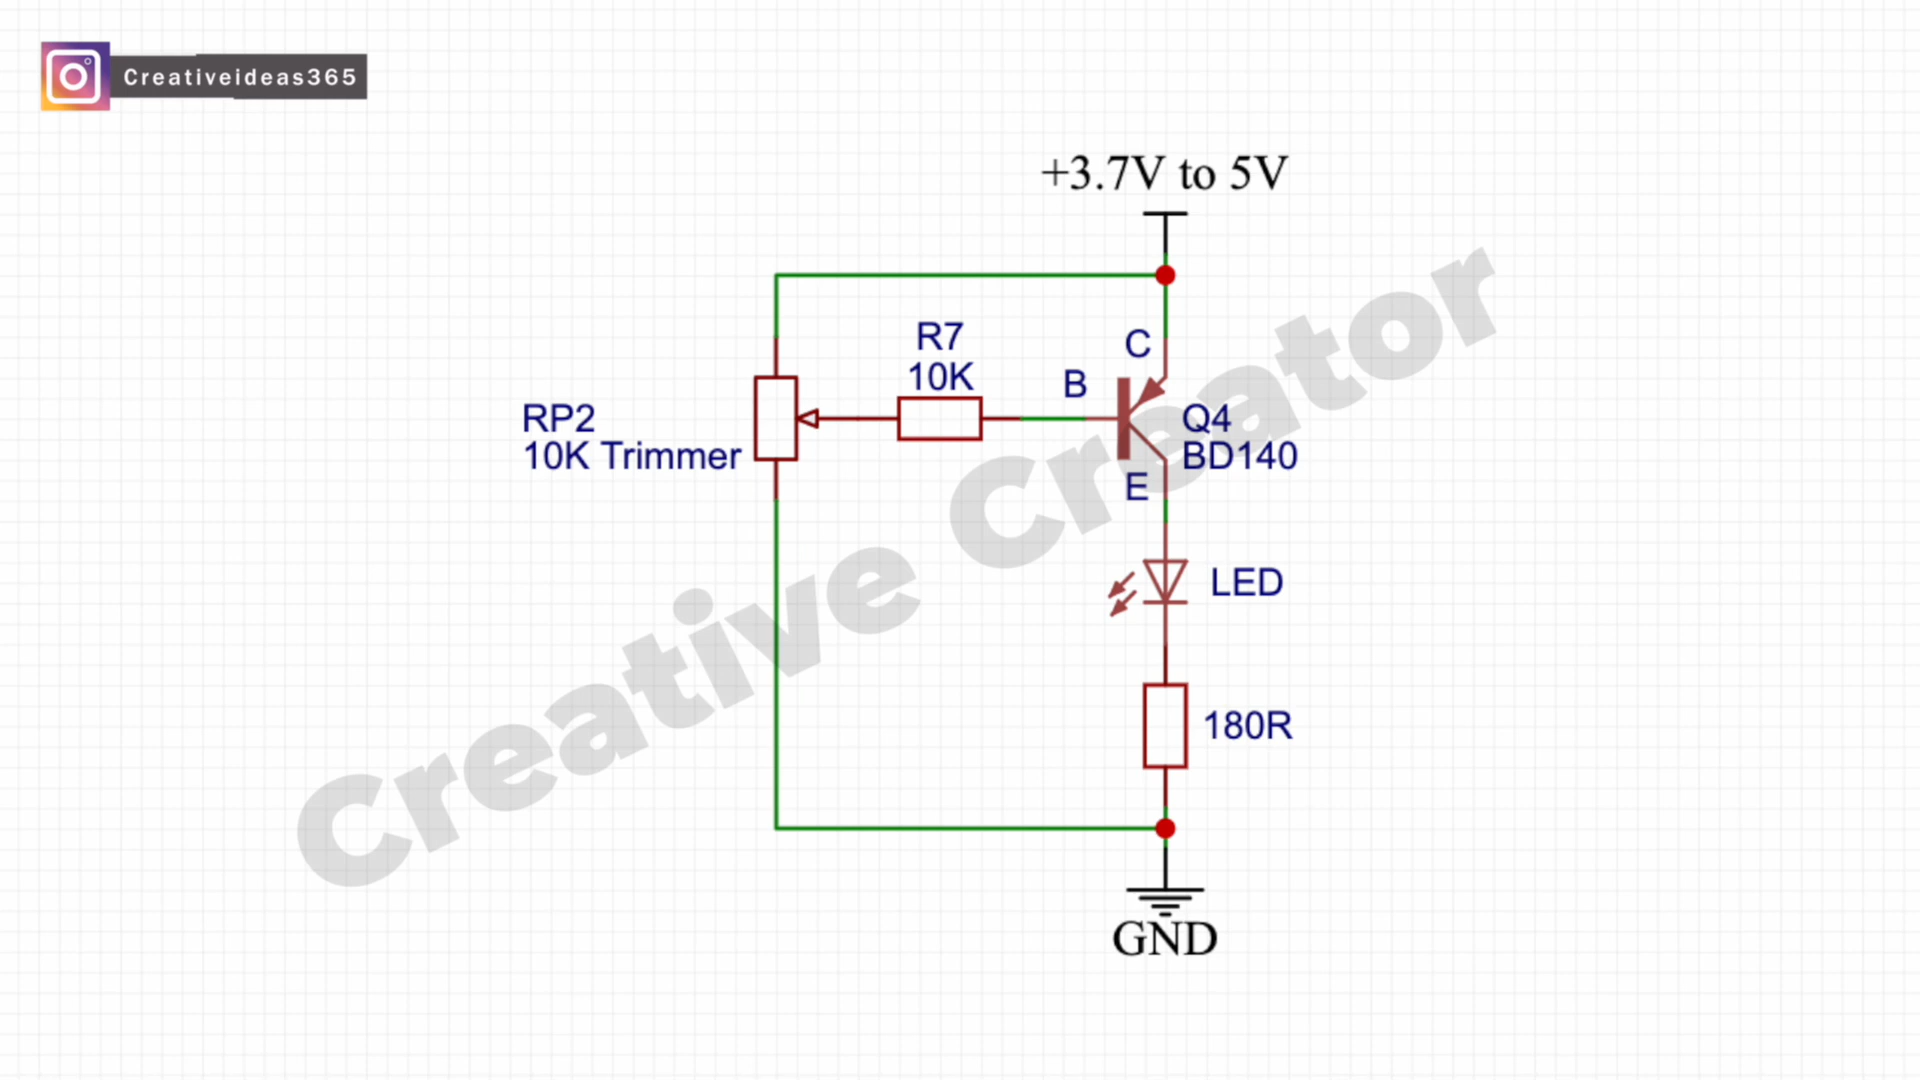 Creativeideas365
+3.7V to 5V
R7
10K
C
B
RP2
10K Trimmer
Q4
BD140
E
LED
180R
GND
Creative Creator